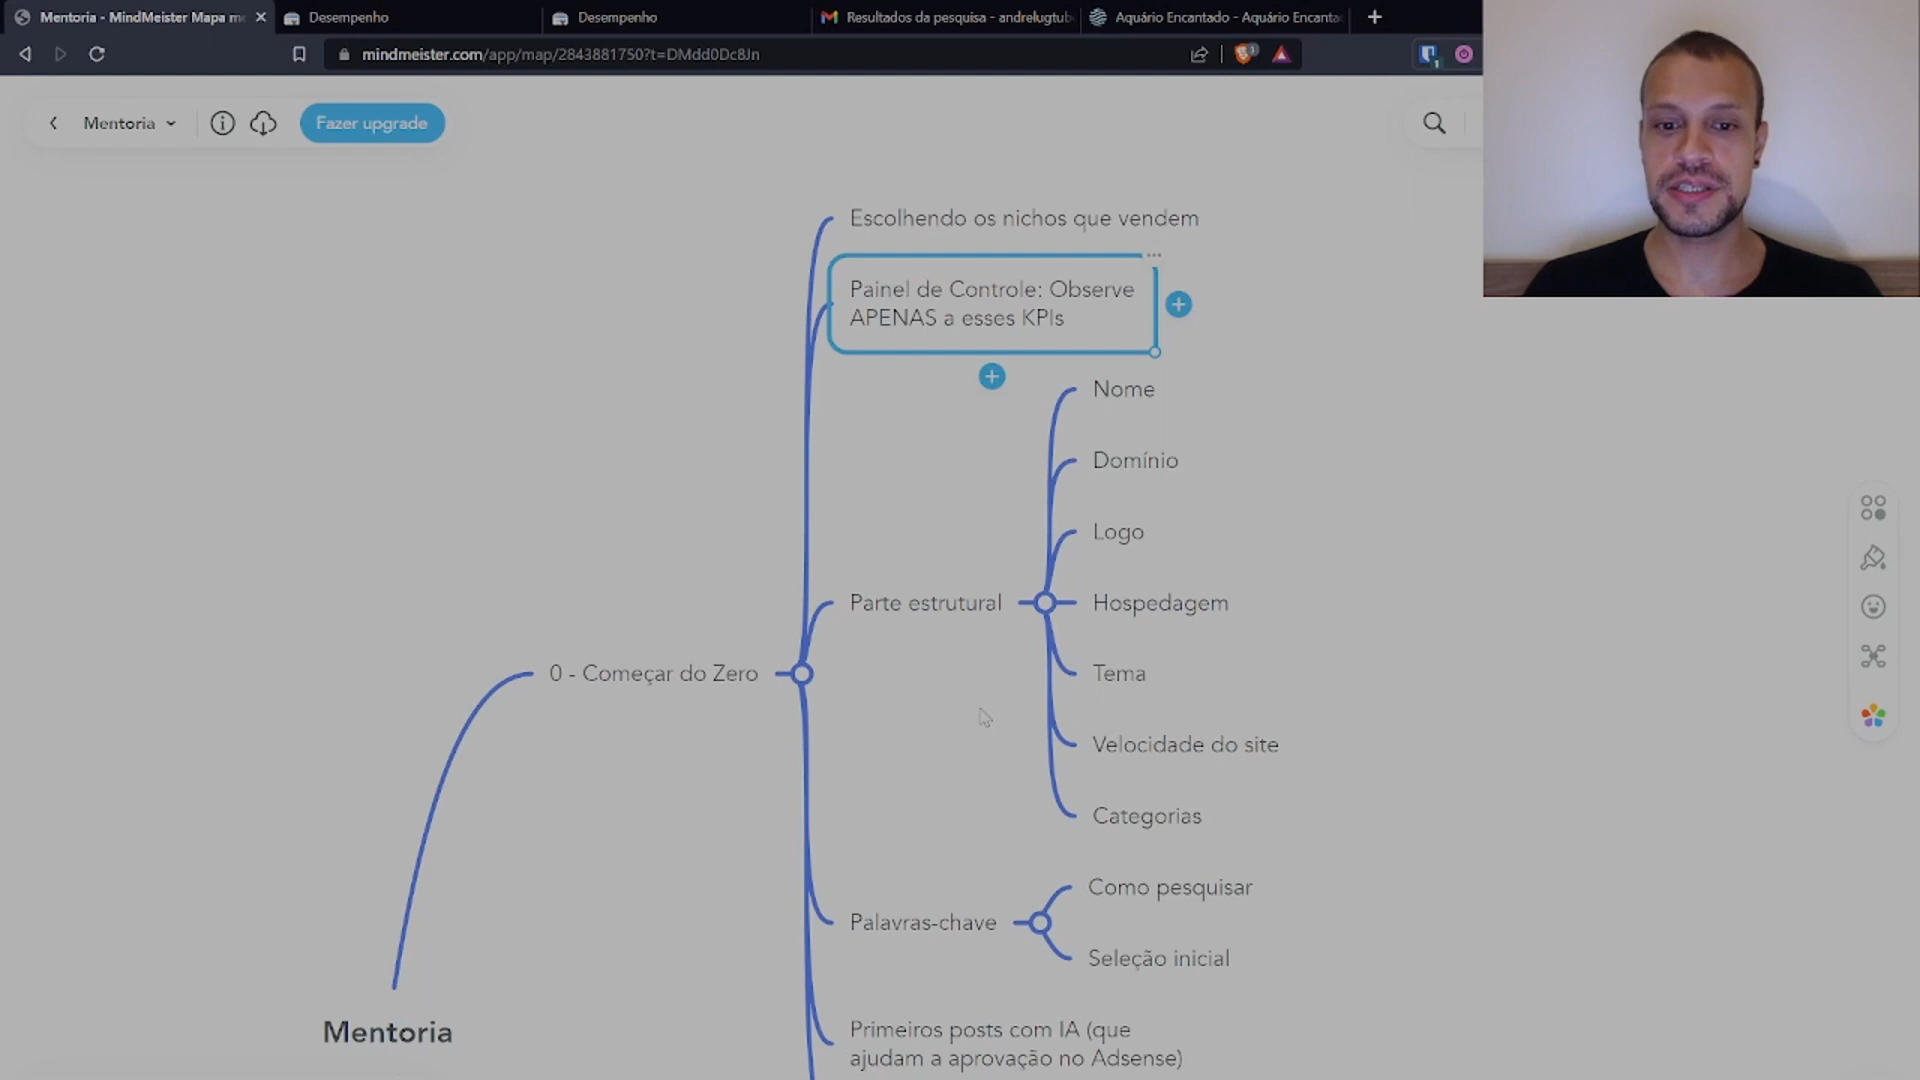 Mentoria - MindMeister Mapa m
Desempenho
Desempenho
Resultados da pesquisa - andrelugtub
Aquário Encantado - Aquário Encanta
mindmeister.com/app/map/2843881750?t=DMdd0Dc8Jn
1
1
Mentoria
Fazer upgrade
Escolhendo os nichos que vendem
Painel de Controle: Observe
APENAS a esses KPIs
Nome
Domínio
Logo
Parte estrutural
Hospedagem
0 - Começar do Zero
Tema
Velocidade do site
Categorias
Como pesquisar
Palavras-chave
Seleção inicial
Primeiros posts com IA (que
ajudam a aprovação no Adsense)
Mentoria